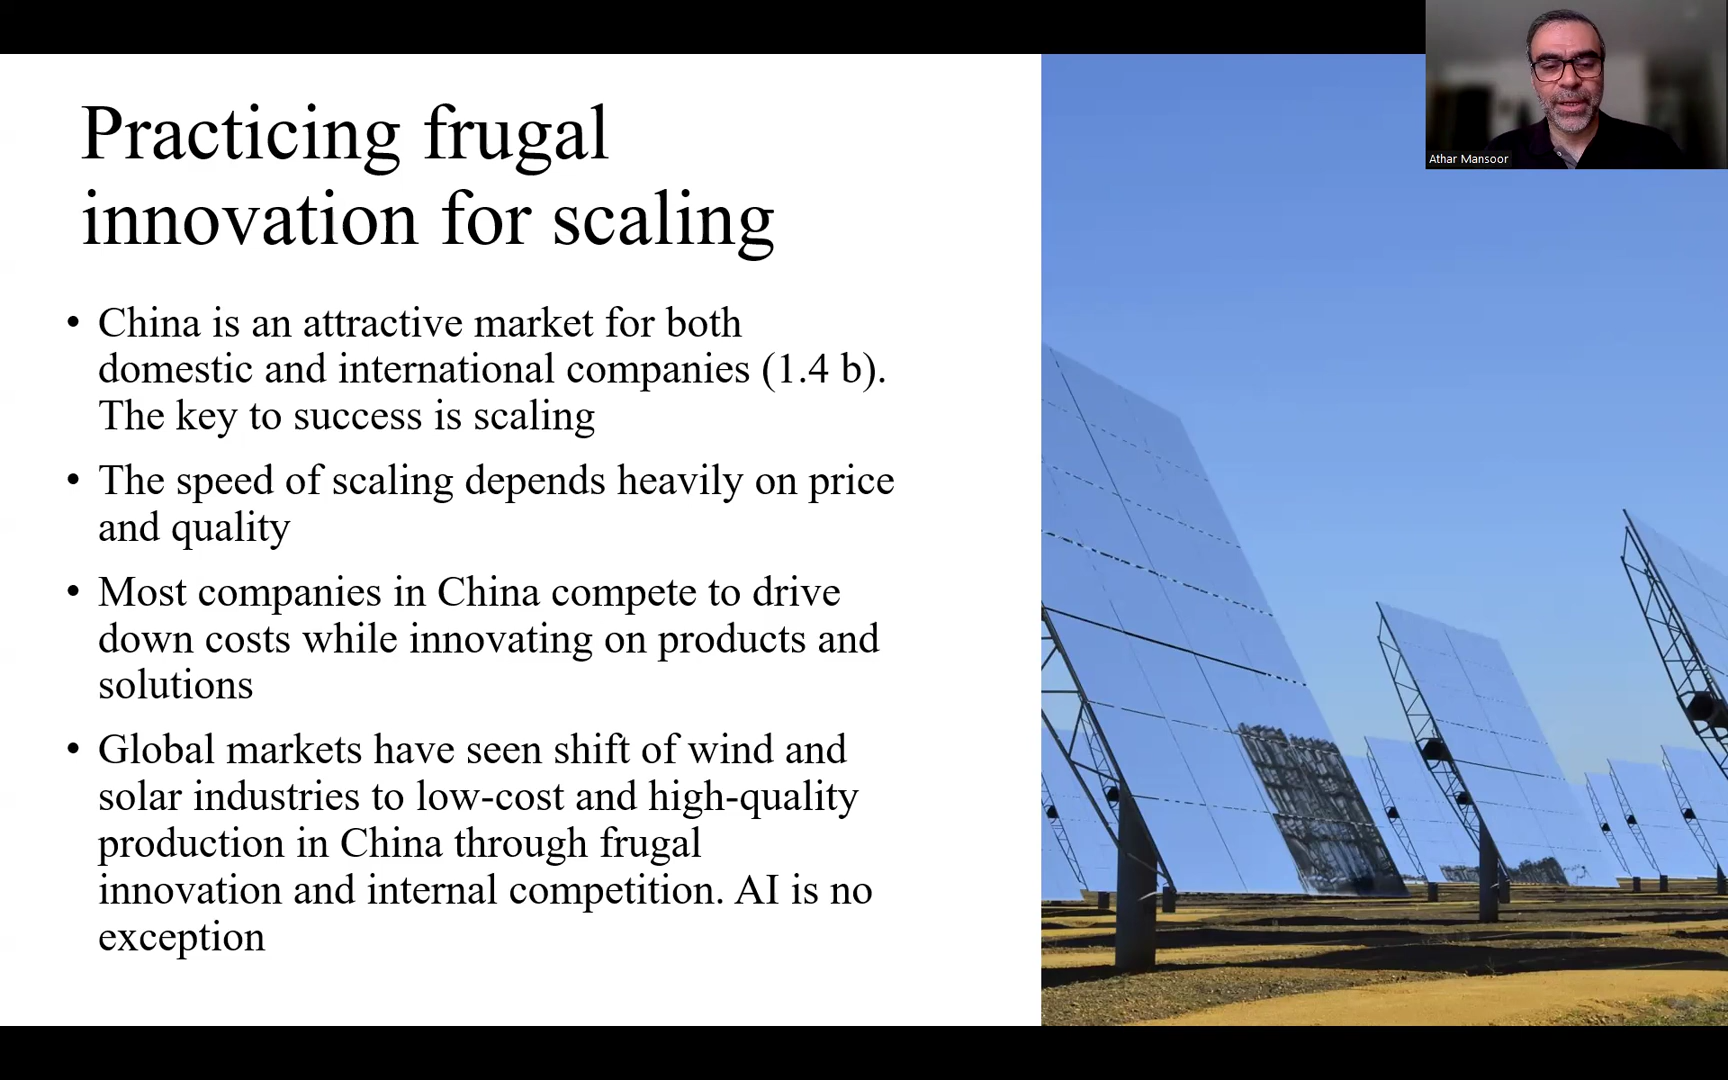 Practicing frugal
innovation for scaling
• China is an attractive market for both
domestic and international companies (1.4 b).
The key to success is scaling
• The speed of scaling depends heavily on price
and quality
• Most companies in China compete to drive
down costs while innovating on products and
solutions
• Global markets have seen shift of wind and
solar industries to low-cost and high-quality
production in China through frugal
innovation and internal competition. AI is no
exception
Athar Mansoor